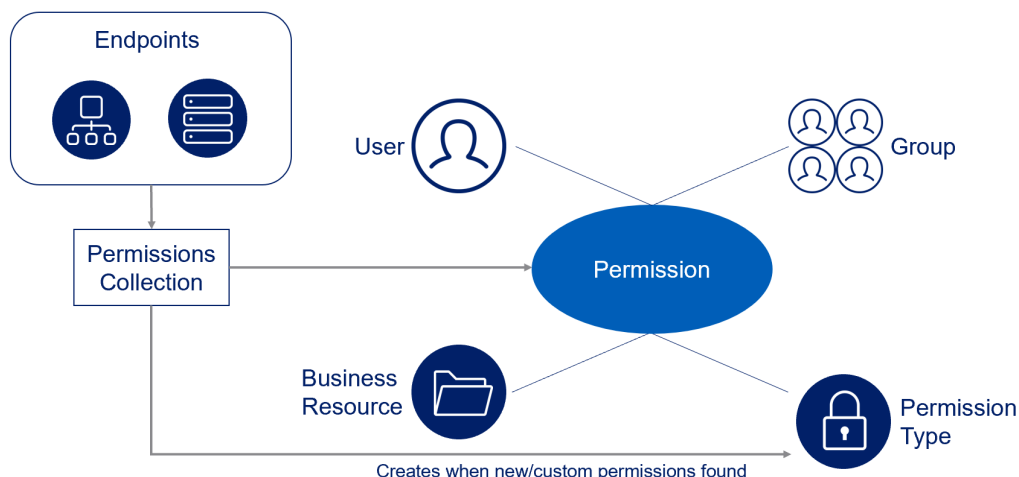 Endpoints
User
Group
Permissions
Collection
Permission
Business
Resource
Permission
Type
Creates when new/custom permissions found